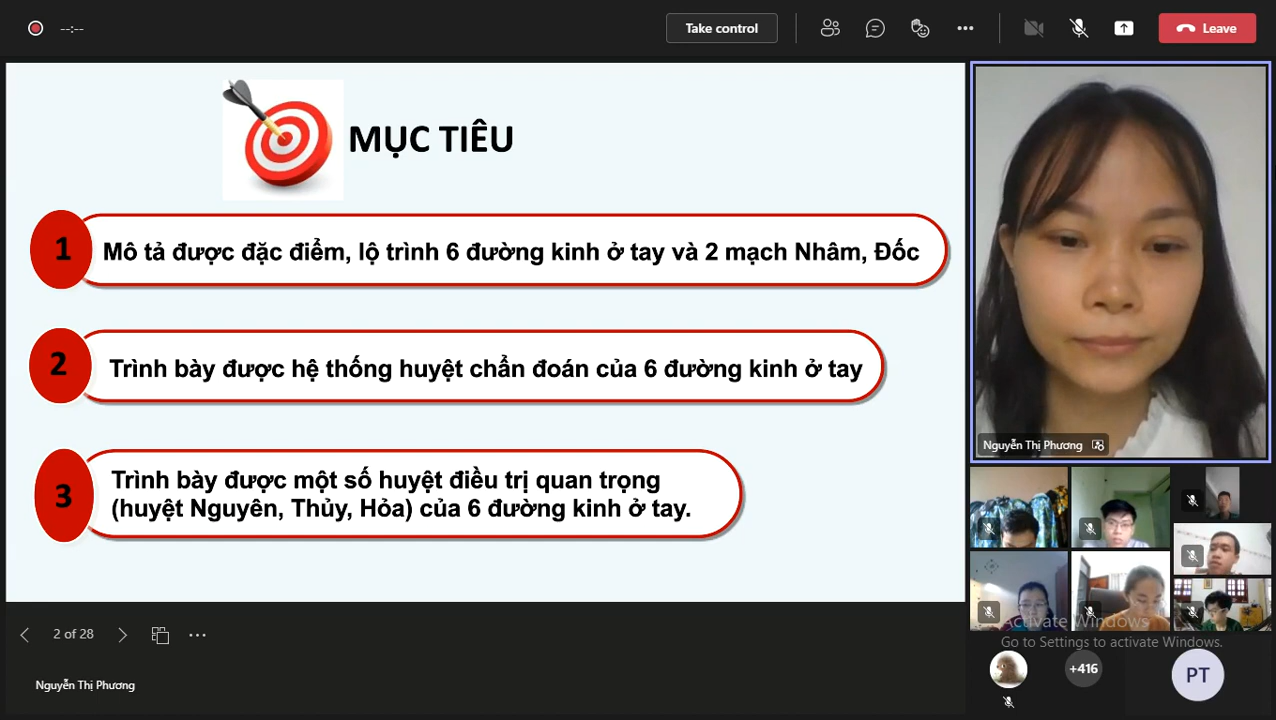 --:--
Take control
Leave
MỤC TIÊU
1
Mô tả được đặc điểm, lộ trình 6 đường kinh ở tay và 2 mạch Nhâm, Đốc
2
Trình bày được hệ thống huyệt chẩn đoán của 6 đường kinh ở tay
3
Trình bày được một số huyệt điều trị quan trọng
(huyệt Nguyên, Thủy, Hỏa) của 6 đường kinh ở tay.
Nguyễn Thị Phương
2 of 28
Nguyễn Thị Phương
Activate Windows
Go to Settings to activate Windows.
+416
PT